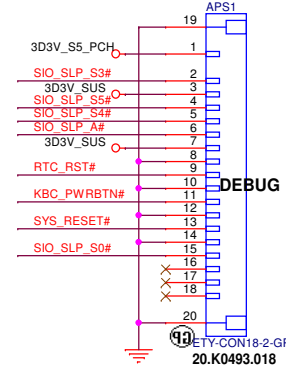 APS1
19
3D3V_S5_PCH
1
SIO_SLP_S3#
2
3D3V_SUS
3
SIO_SLP_S5#
4
SIO_SLP_S4#
5
SIO_SLP_A#
6
3D3V_SUS
7
8
RTC_RST#
9
10
DEBUG
KBC_PWRBTN#
11
12
SYS_RESET#
13
14
SIO_SLP_S0#
15
16
17
18
20
GP
ETY-CON18-2-GP
20.K0493.018